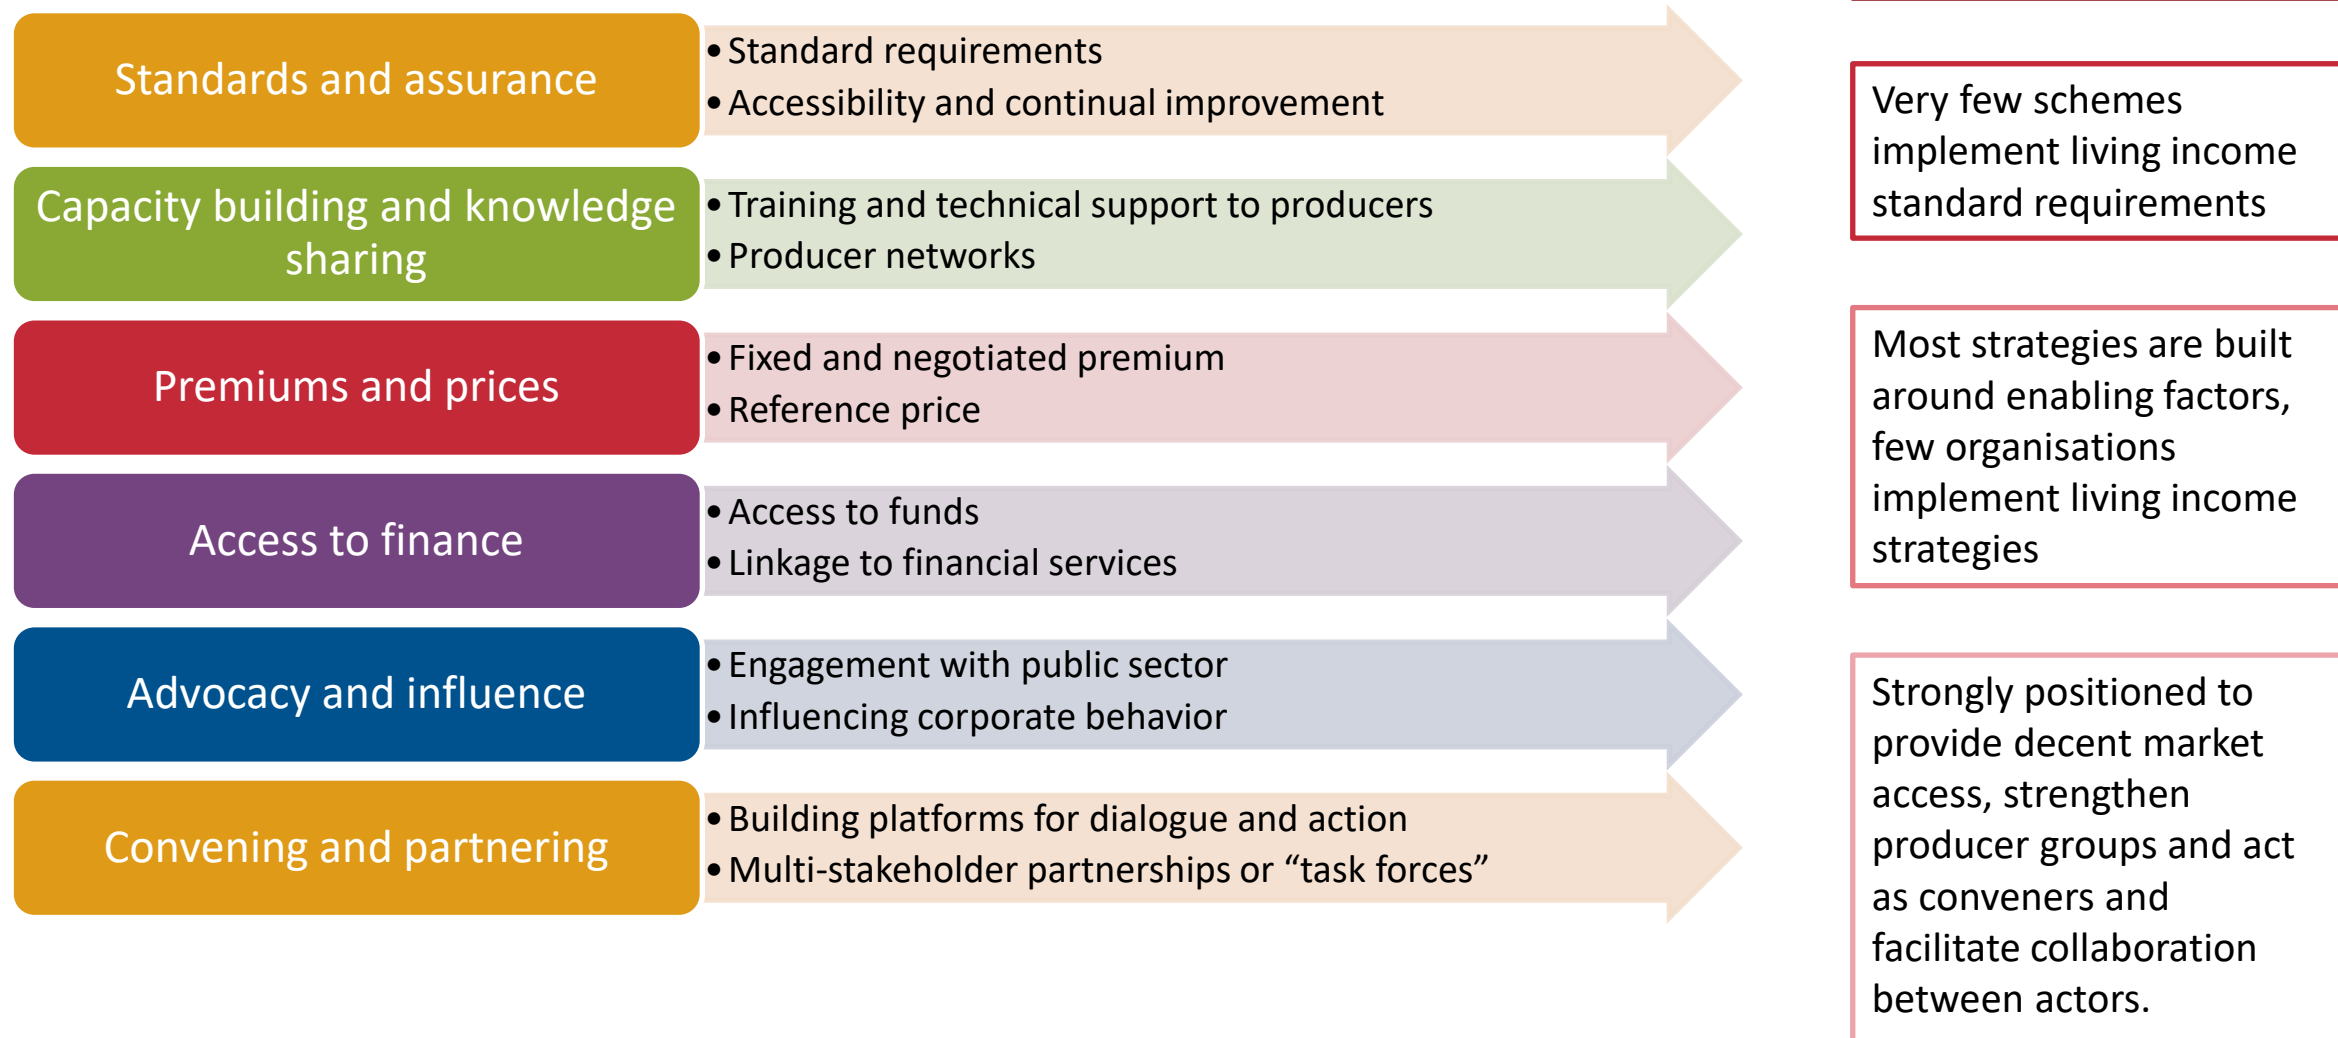 Standards and assurance
• Standard requirements
• Accessibility and continual improvement
Capacity building and knowledge
sharing
• Training and technical support to producers
• Producer networks
Premiums and prices
• Fixed and negotiated premium
• Reference price
Access to finance
• Access to funds
• Linkage to financial services
Advocacy and influence
• Engagement with public sector
• Influencing corporate behavior
Convening and partnering
• Building platforms for dialogue and action
• Multi-stakeholder partnerships or “task forces”
Very few schemes
implement living income
standard requirements
Most strategies are built
around enabling factors,
few organisations
implement living income
strategies
Strongly positioned to
provide decent market
access, strengthen
producer groups and act
as conveners and
facilitate collaboration
between actors.